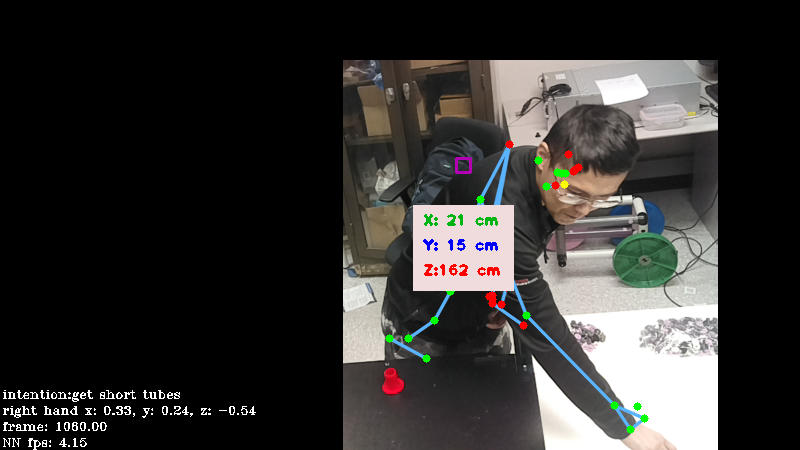 X: 21 cm
Y: 15 cm
Z:162 cm
intention:get short tubes
right hand x: 0.33, y: 0.24, z: −0.54
frame: 1060.00
NN fps: 4.15